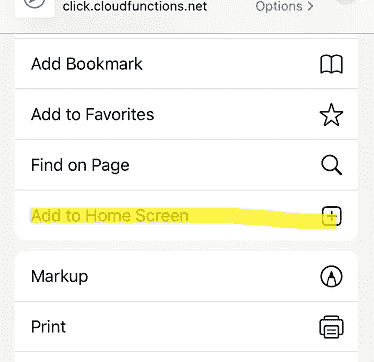 click.cloudfunctions.net
Options >
Add Bookmark
Add to Favorites
Find on Page
Add to Home Screen
Markup
Print